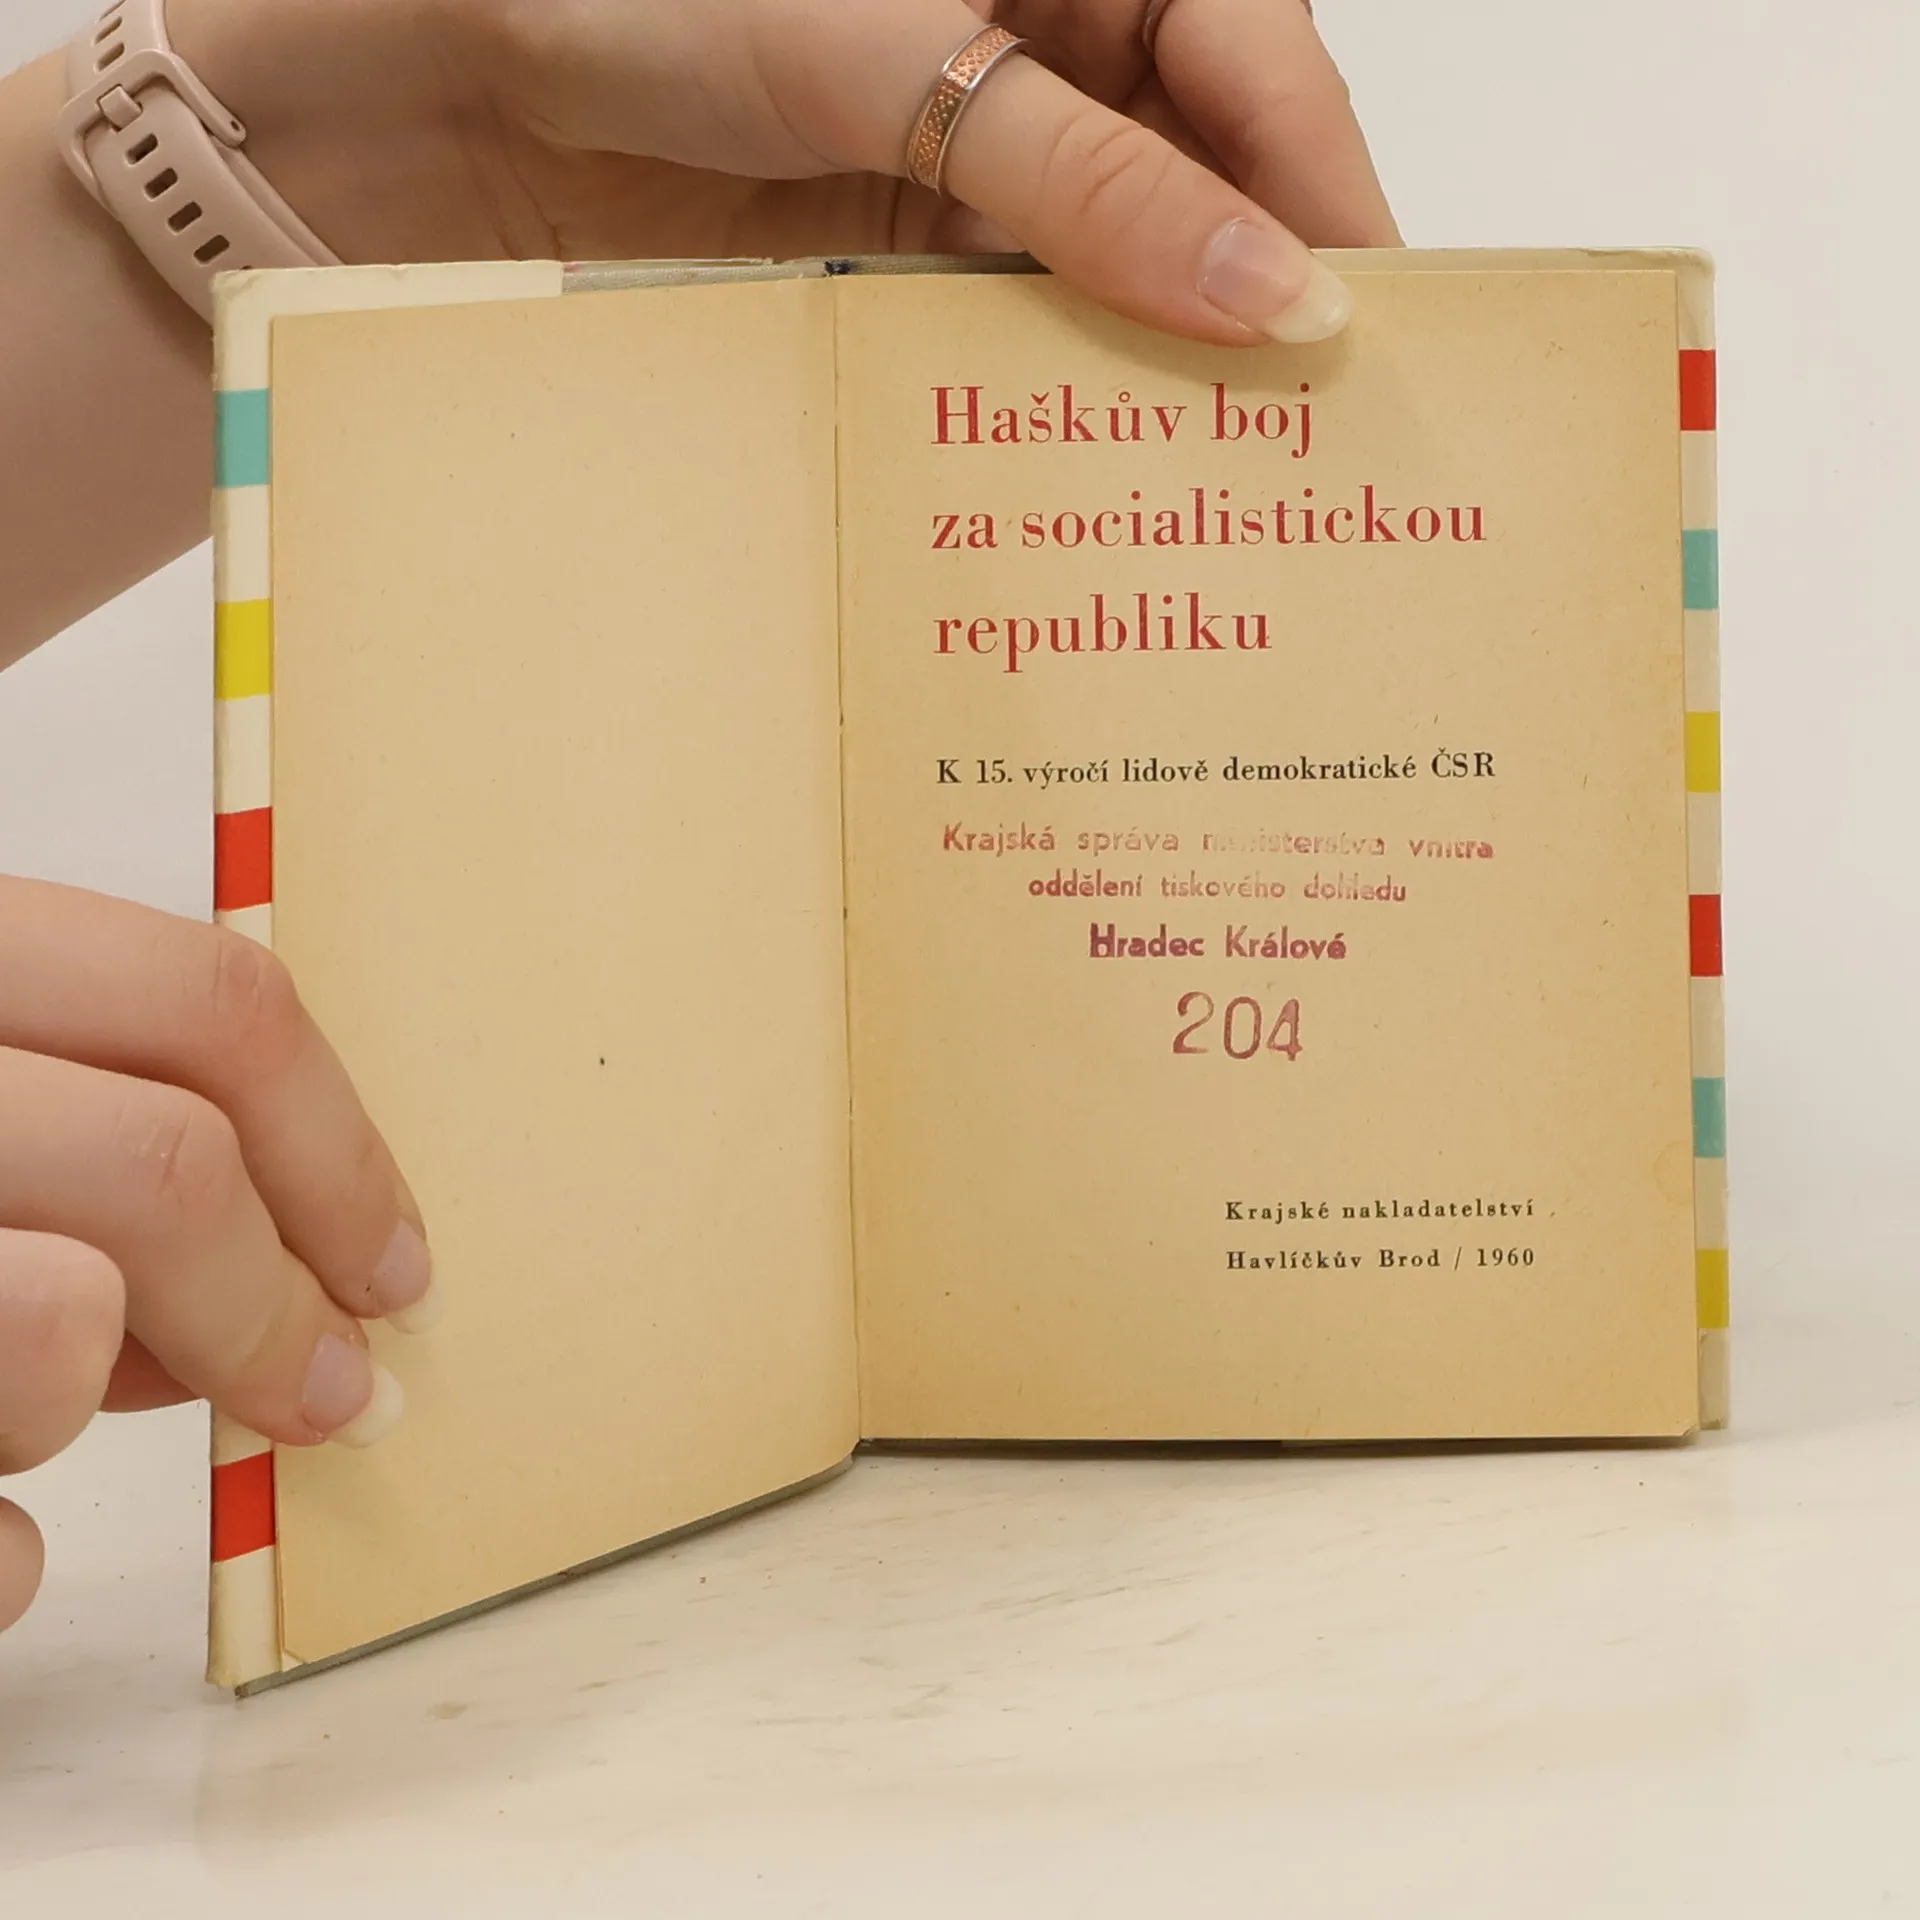 Haškův boj
za socialistickou
republiku
K 15. výročí lidově demokratické ČSR
Krajská správa ministerstva vnitra
oddělení tiskového dohledu
Hradec Králové
204
Krajské nakladatelství
Havlíčkův Brod / 1960